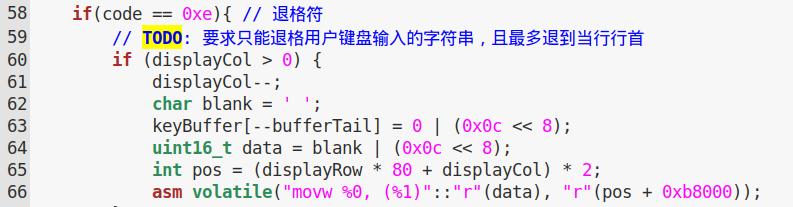 58 if(code == 0xe){ // 退格符
59 // TODO: 要求只能退格用户键盘输入的字符串，且最多退到当行行首
60 if (displayCol > 0) {
61 displayCol--;
62 char blank = ' ';
63 keyBuffer[--bufferTail] = 0 | (0x0c << 8);
64 uint16_t data = blank | (0x0c << 8);
65 int pos = (displayRow * 80 + displayCol) * 2;
66 asm volatile("movw %0, (%1)"::"r"(data), "r"(pos + 0xb8000));